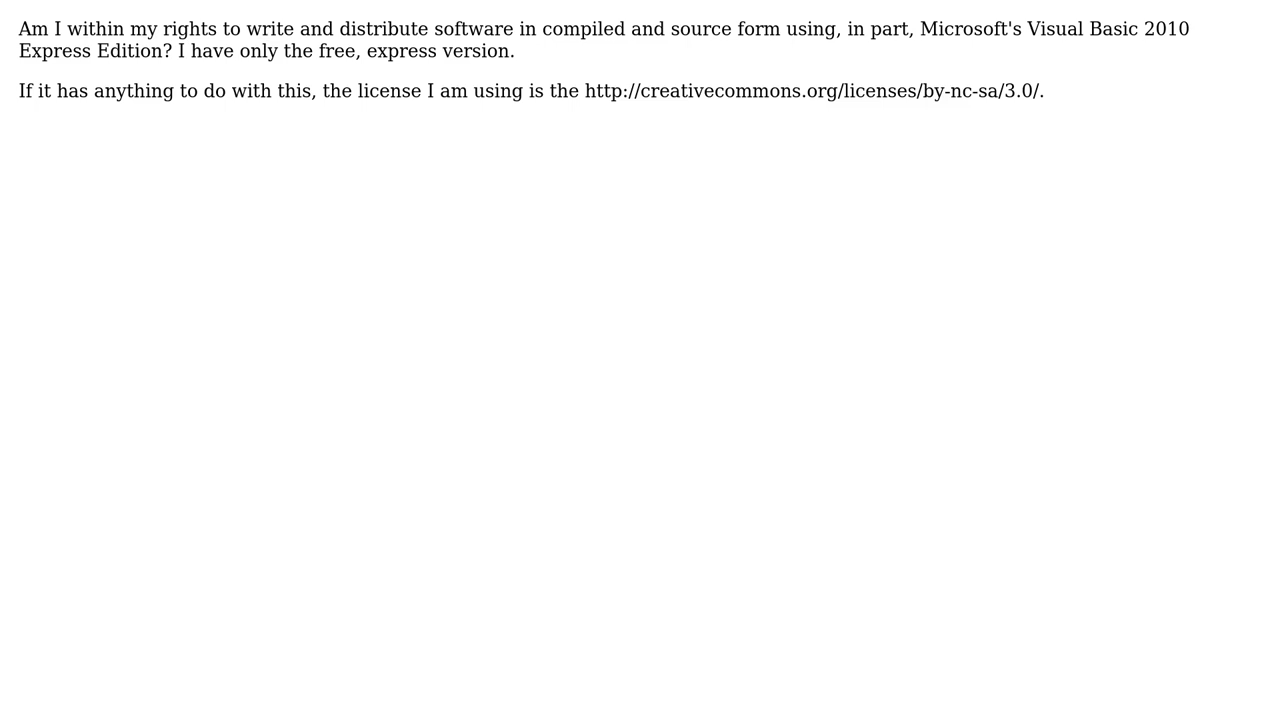 Am I within my rights to write and distribute software in compiled and source form using, in part, Microsoft's Visual Basic 2010
Express Edition? I have only the free, express version.
If it has anything to do with this, the license I am using is the http://creativecommons.org/licenses/by-nc-sa/3.0/.